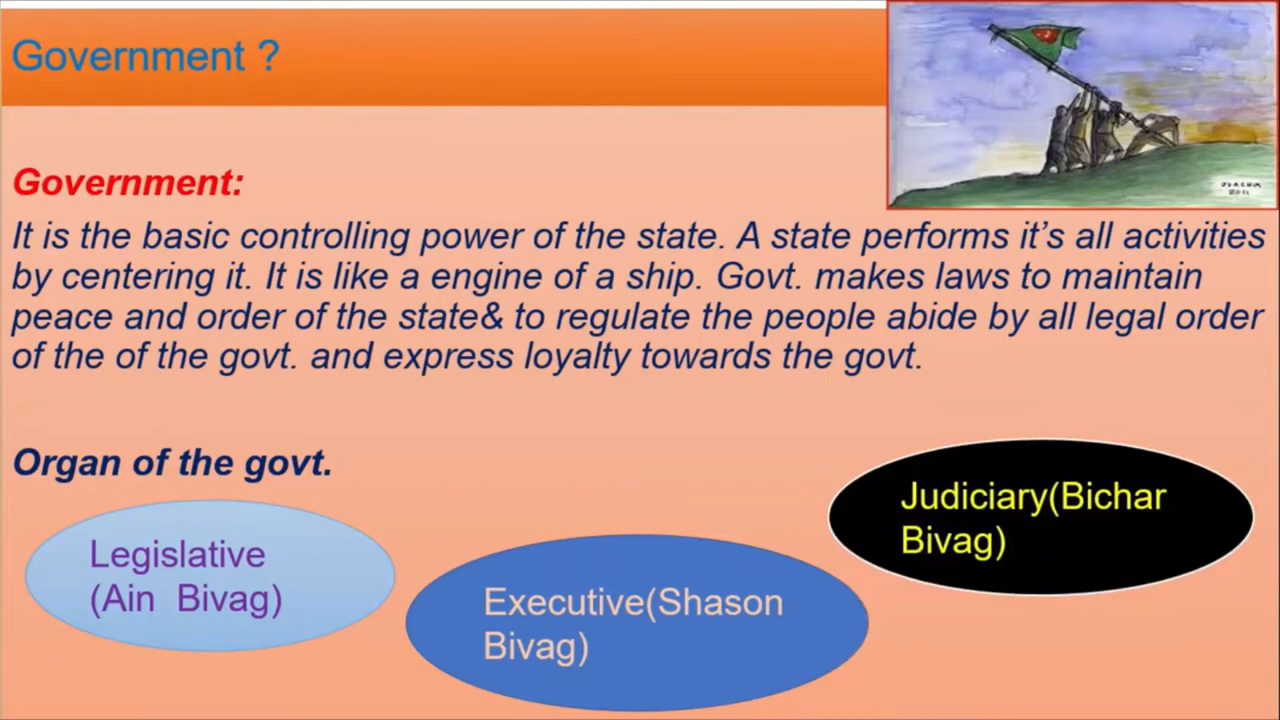 Government ?
Government:
It is the basic controlling power of the state. A state performs it’s all activities
by centering it. It is like a engine of a ship. Govt. makes laws to maintain
peace and order of the state& to regulate the people abide by all legal order
of the of the govt. and express loyalty towards the govt.
Organ of the govt.
Legislative
(Ain  Bivag)
Executive(Shason
Bivag)
Judiciary(Bichar
Bivag)